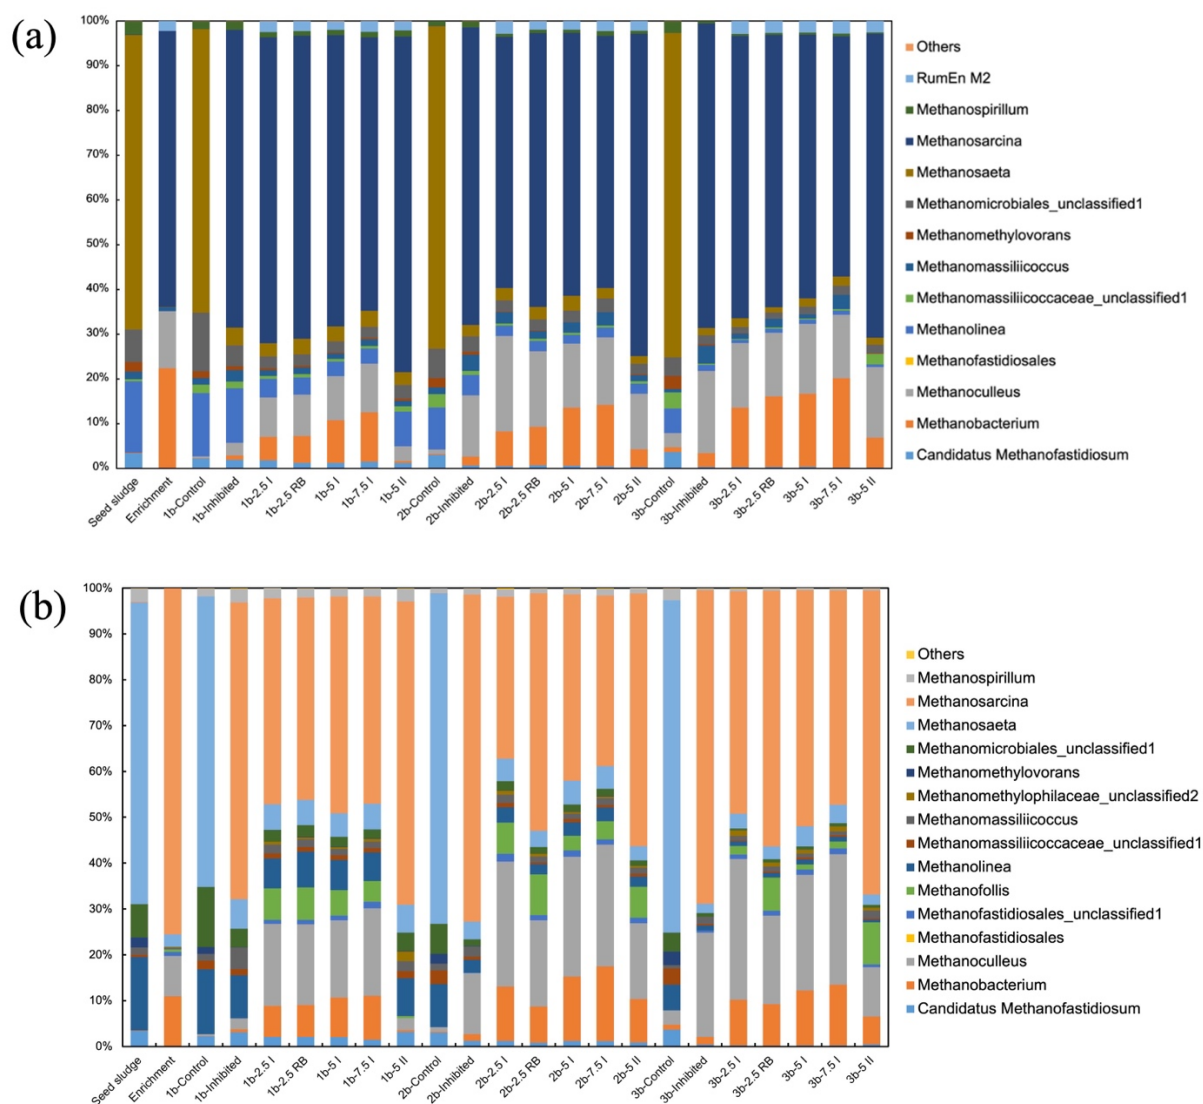 (a)
100%
90%
80%
70%
60%
50%
40%
30%
20%
10%
0%
Seed sludge
Enrichment
1b-Control
1b-Inhibited
1b-2.5 I
1b-2.5 RB
1b-5 I
1b-7.5 I
1b-5 II
2b-Control
2b-Inhibited
2b-2.5 I
2b-2.5 RB
2b-5 I
2b-7.5 I
2b-5 II
3b-Control
3b-Inhibited
3b-2.5 I
3b-2.5 RB
3b-5 I
3b-7.5 I
3b-5 II
Others
RumEn M2
Methanospirillum
Methanosarcina
Methanosaeta
Methanomicrobiales_unclassified1
Methanomethylovorans
Methanomassiliicoccus
Methanomassiliicoccaceae_unclassified1
Methanolinea
Methanofastidiosales
Methanoculleus
Methanobacterium
Candidatus Methanofastidiosum
(b)
100%
90%
80%
70%
60%
50%
40%
30%
20%
10%
0%
Seed sludge
Enrichment
1b-Control
1b-Inhibited
1b-2.5 I
1b-2.5 RB
1b-5 I
1b-7.5 I
1b-5 II
2b-Control
2b-Inhibited
2b-2.5 I
2b-2.5 RB
2b-5 I
2b-7.5 I
2b-5 II
3b-Control
3b-Inhibited
3b-2.5 I
3b-2.5 RB
3b-5 I
3b-7.5 I
3b-5 II
Others
Methanospirillum
Methanosarcina
Methanosaeta
Methanomicrobiales_unclassified1
Methanomethylovorans
Methanomethylophilaceae_unclassified2
Methanomassiliicoccus
Methanomassiliicoccaceae_unclassified1
Methanolinea
Methanofollis
Methanofastidiosales_unclassified1
Methanofastidiosales
Methanoculleus
Methanobacterium
Candidatus Methanofastidiosum